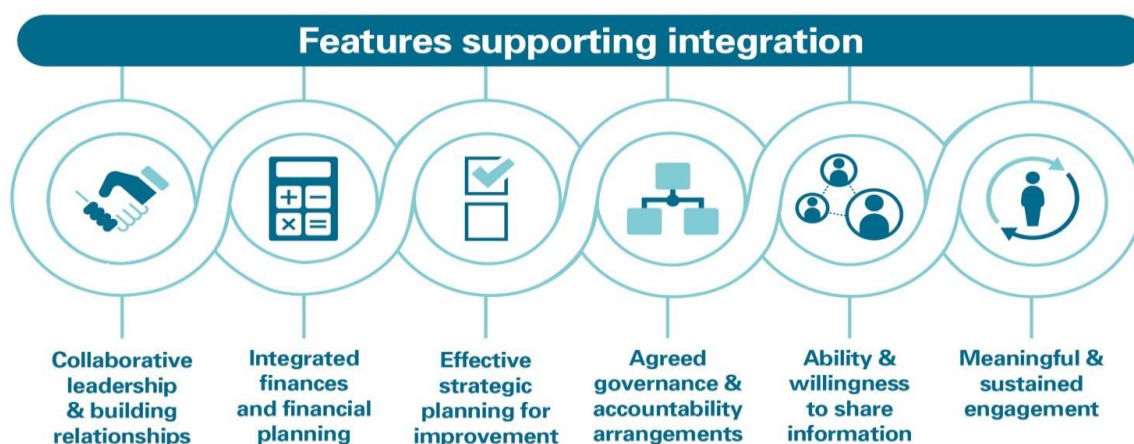 Features supporting integration
Collaborative
leadership
& building
relationships
Integrated
finances
and financial
planning
Effective
strategic
planning for
improvement
Agreed
governance &
accountability
arrangements
Ability &
willingness
to share
information
Meaningful &
sustained
engagement